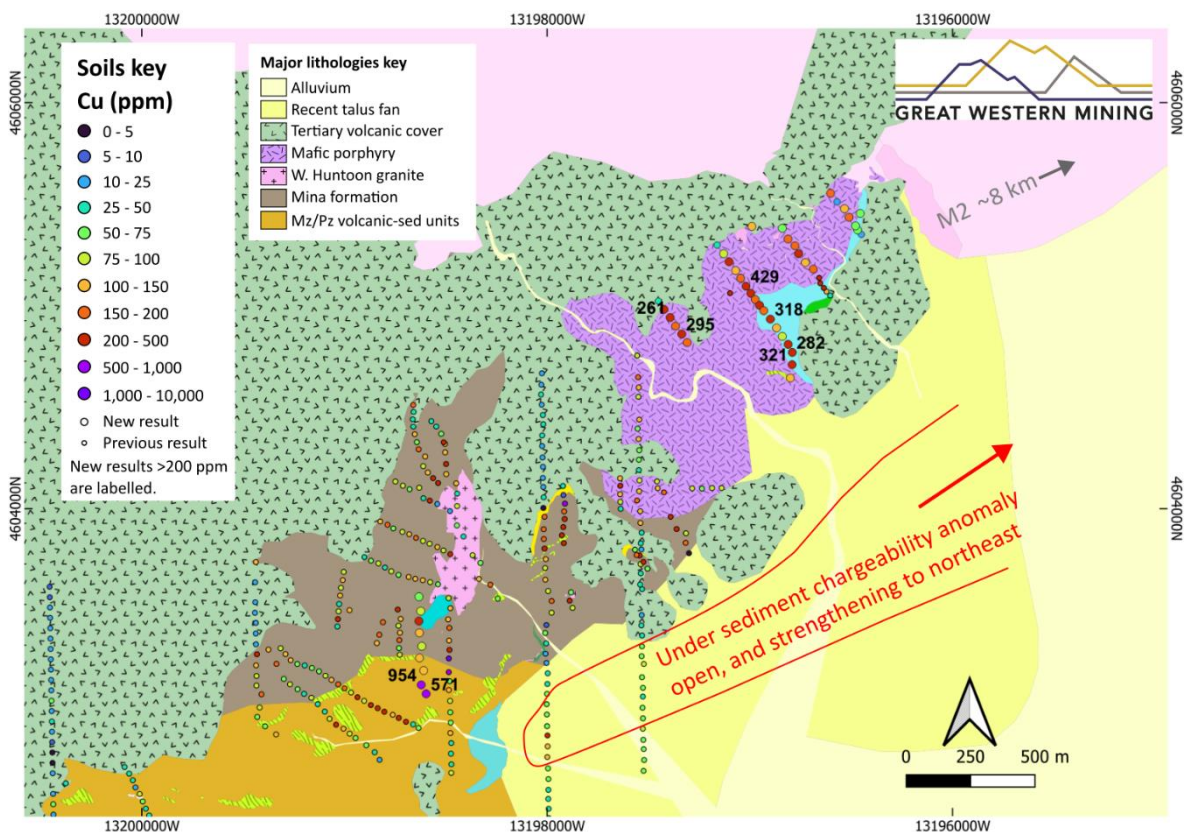 13200000W
13198000W
13196000W
4606000N
4606000N
4604000N
4604000N
Soils key
Cu (ppm)
0 - 5
5 - 10
10 - 25
25 - 50
50 - 75
75 - 100
100 - 150
150 - 200
200 - 500
500 - 1,000
1,000 - 10,000
New result
Previous result
New results >200 ppm
are labelled.
Major lithologies key
Alluvium
Recent talus fan
Tertiary volcanic cover
Mafic porphyry
W. Huntoon granite
Mina formation
Mz/Pz volcanic-sed units
GREAT WESTERN MINING
M2 ~8 km
429
261
318
295
282
321
954
571
Under sediment chargeability anomaly
open, and strengthening to northeast
0 250 500 m
13200000W
13198000W
13196000W